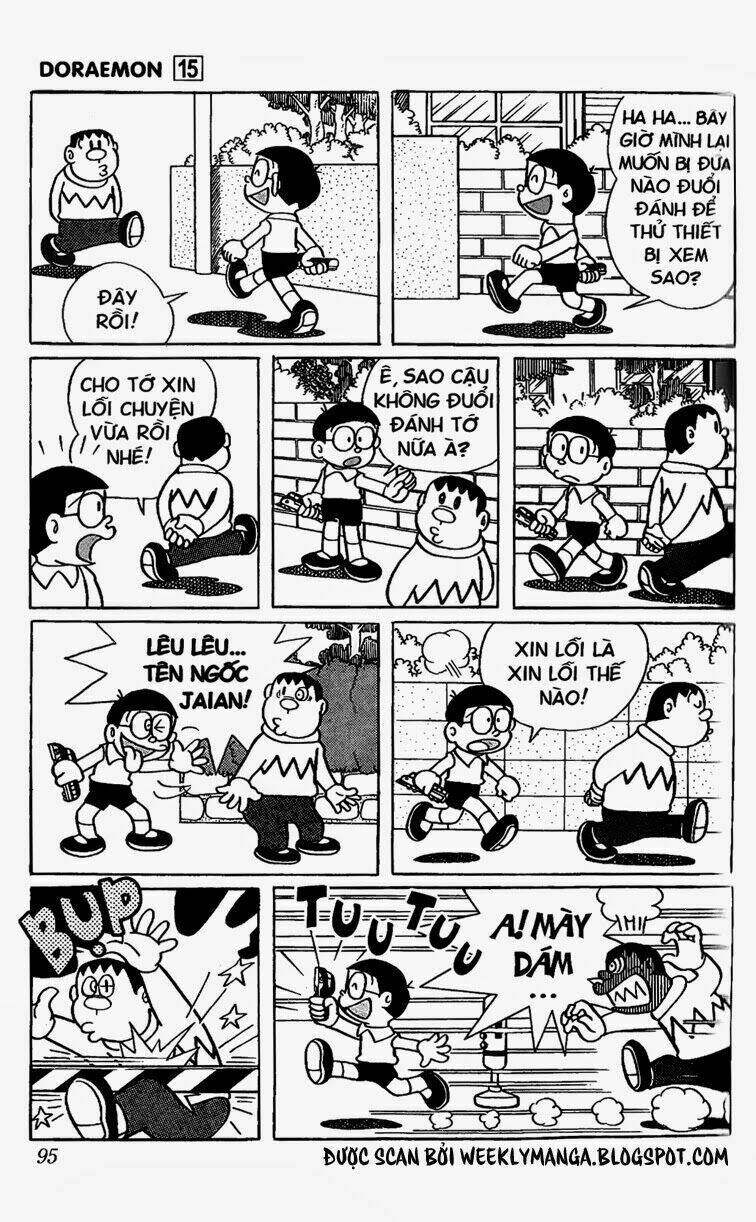 DORAEMON 15
HA HA... BÂY
GIỜ MÌNH LẠI
MUỐN BỊ ĐỨA
NÀO ĐUỔI
ĐÁNH ĐỂ
THỬ THIẾT
BỊ XEM
SAO?
ĐÂY
RỒI!
Ê, SAO CẬU
KHÔNG ĐUỔI
ĐÁNH TỚ
NỮA À?
CHO TỚ XIN
LỖI CHUYỆN
VỪA RỒI
NHÉ!
XIN LỖI LÀ
XIN LỖI THẾ
NÀO!
LÊU LÊU...
TÊN NGỐC
JAIAN!
A! MÀY
DÁM
...
TUU TUU
BỤP
95
ĐƯỢC SCAN BỞI WEEKLYMANGA.BLOGSPOT.COM